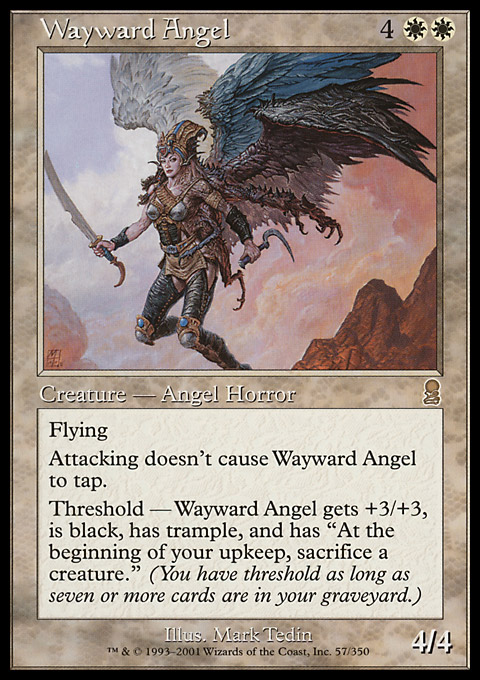 Wayward Angel 4
Creature — Angel Horror
Flying
Attacking doesn't cause Wayward Angel
to tap.
Threshold — Wayward Angel gets +3/+3,
is black, has trample, and has “At the
beginning of your upkeep, sacrifice a
creature.” (You have threshold as long as
seven or more cards are in your graveyard.)
Illus. Mark Tedin
™ & © 1993–2001 Wizards of the Coast, Inc. 57/350
4/4